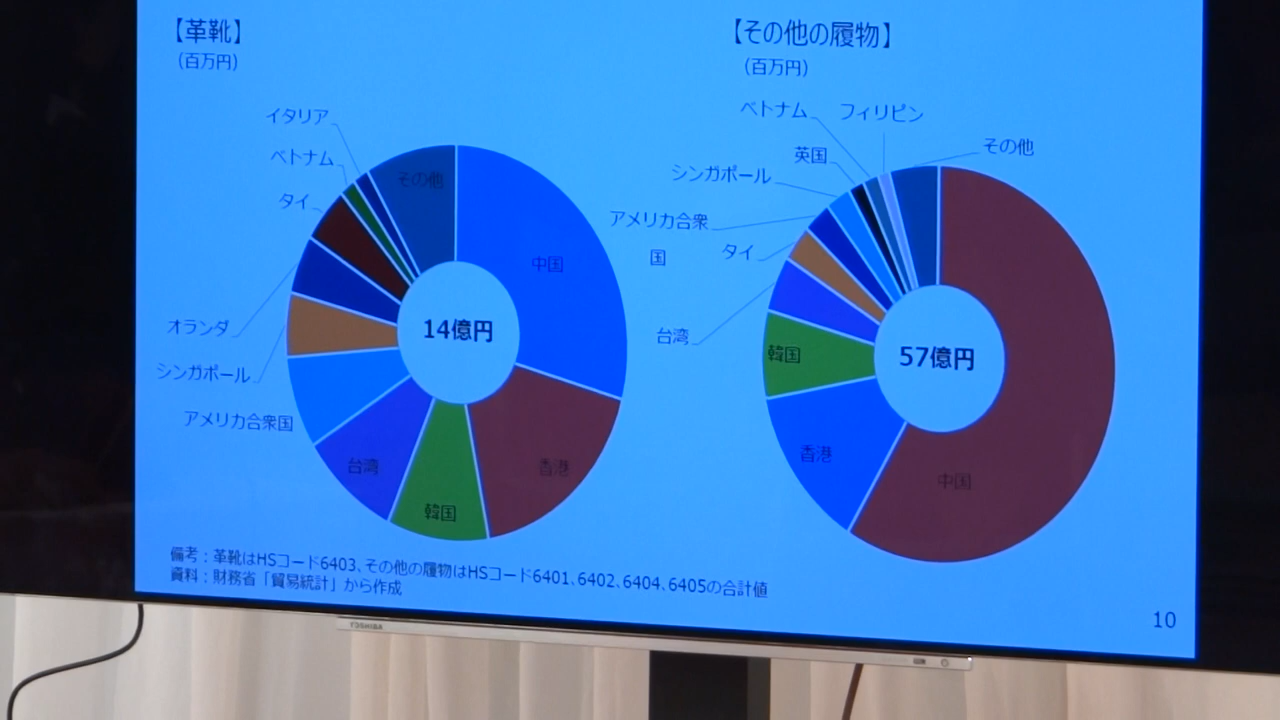 【革靴】
(百万円)
イタリア
ベトナム
タイ
オランダ
シンガポール
アメリカ合衆国
台湾
韓国
香港
中国
その他
14億円
【その他の履物】
(百万円)
ベトナム
フィリピン
その他
英国
シンガポール
アメリカ合衆
国
タイ
台湾
韓国
香港
中国
57億円
備考：革靴はHSコード6403、その他の履物はHSコード6401、6402、6404、6405の合計値
資料：財務省「貿易統計」から作成
10
TOSHIBA